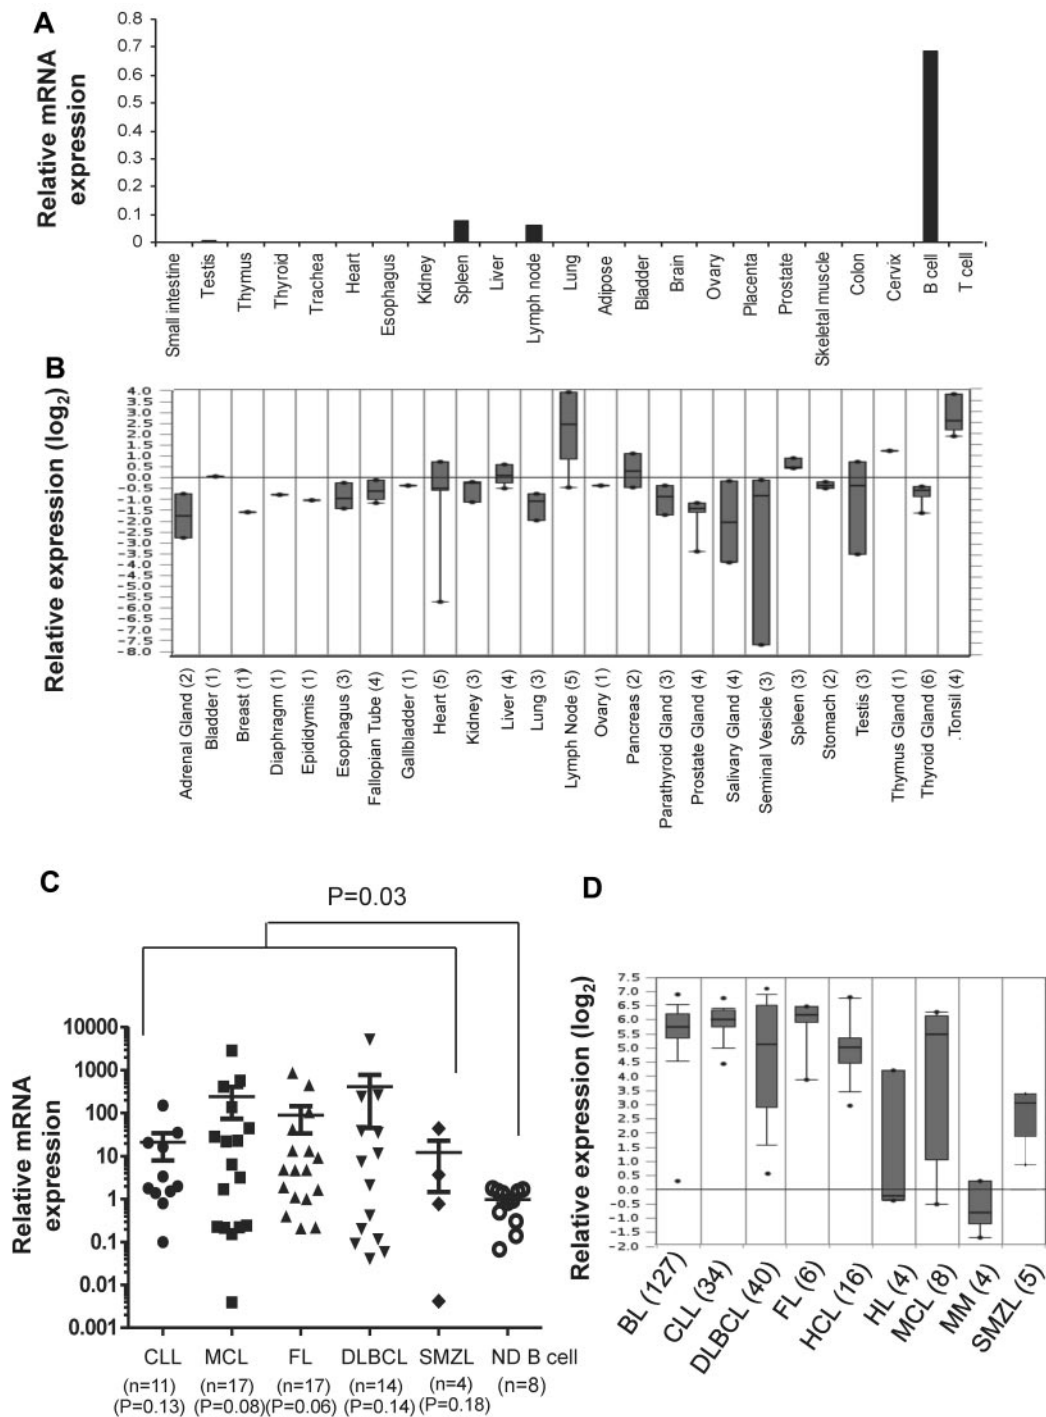 A
Relative mRNA
expression
0.8
0.7
0.6
0.5
0.4
0.3
0.2
0.1
0
Small intestine
Testis
Thymus
Thyroid
Trachea
Heart
Esophagus
Kidney
Spleen
Liver
Lymph node
Lung
Adipose
Bladder
Brain
Ovary
Placenta
Prostate
Skeletal muscle
Colon
Cervix
B cell
T cell
B
Relative expression (log2)
4.0
3.5
3.0
2.5
2.0
1.5
1.0
0.5
0.0
-0.5
-1.0
-1.5
-2.0
-2.5
-3.0
-3.5
-4.0
-4.5
-5.0
-5.5
-6.0
-6.5
-7.0
-7.5
-8.0
Adrenal Gland (2)
Bladder (1)
Breast (1)
Diaphragm (1)
Epididymis (1)
Esophagus (3)
Fallopian Tube (4)
Gallbladder (1)
Heart (5)
Kidney (3)
Liver (4)
Lung (3)
Lymph Node (5)
Ovary (1)
Pancreas (2)
Parathyroid Gland (3)
Prostate Gland (4)
Salivary Gland (4)
Seminal Vesicle (3)
Spleen (3)
Stomach (2)
Testis (3)
Thymus Gland (1)
Thyroid Gland (6)
.Tonsil (4)
C
P=0.03
Relative mRNA
expression
10000
1000
100
10
1
0.1
0.01
0.001
CLL MCL FL DLBCL SMZL ND B cell
(n=11) (n=17) (n=17) (n=14) (n=4) (n=8)
(P=0.13) (P=0.08) (P=0.06) (P=0.14) (P=0.18)
D
Relative expression (log2)
7.5
7.0
6.5
6.0
5.5
5.0
4.5
4.0
3.5
3.0
2.5
2.0
1.5
1.0
0.5
0.0
-0.5
-1.0
-1.5
-2.0
BL (127)
CLL (34)
DLBCL (40)
FL (6)
HCL (16)
HL (4)
MCL (8)
MM (4)
SMZL (5)